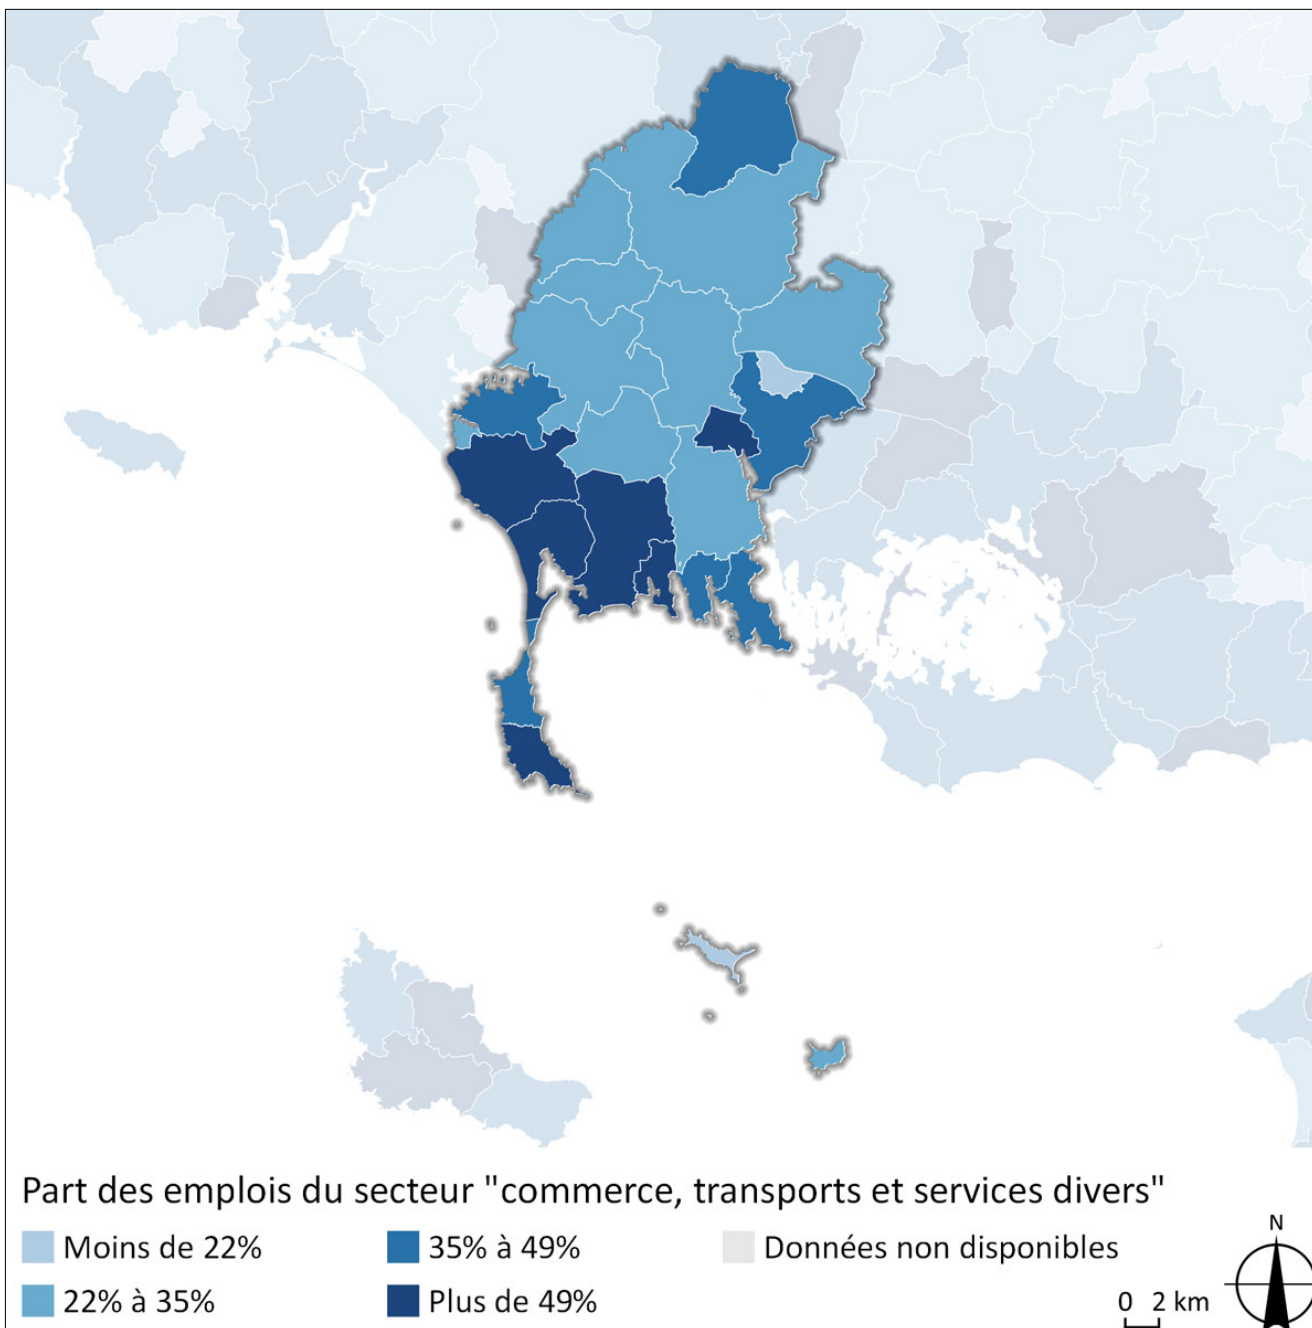 Part des emplois du secteur "commerce, transports et services divers"
Moins de 22%
35% à 49%
Données non disponibles
22% à 35%
Plus de 49%
0 2 km
N